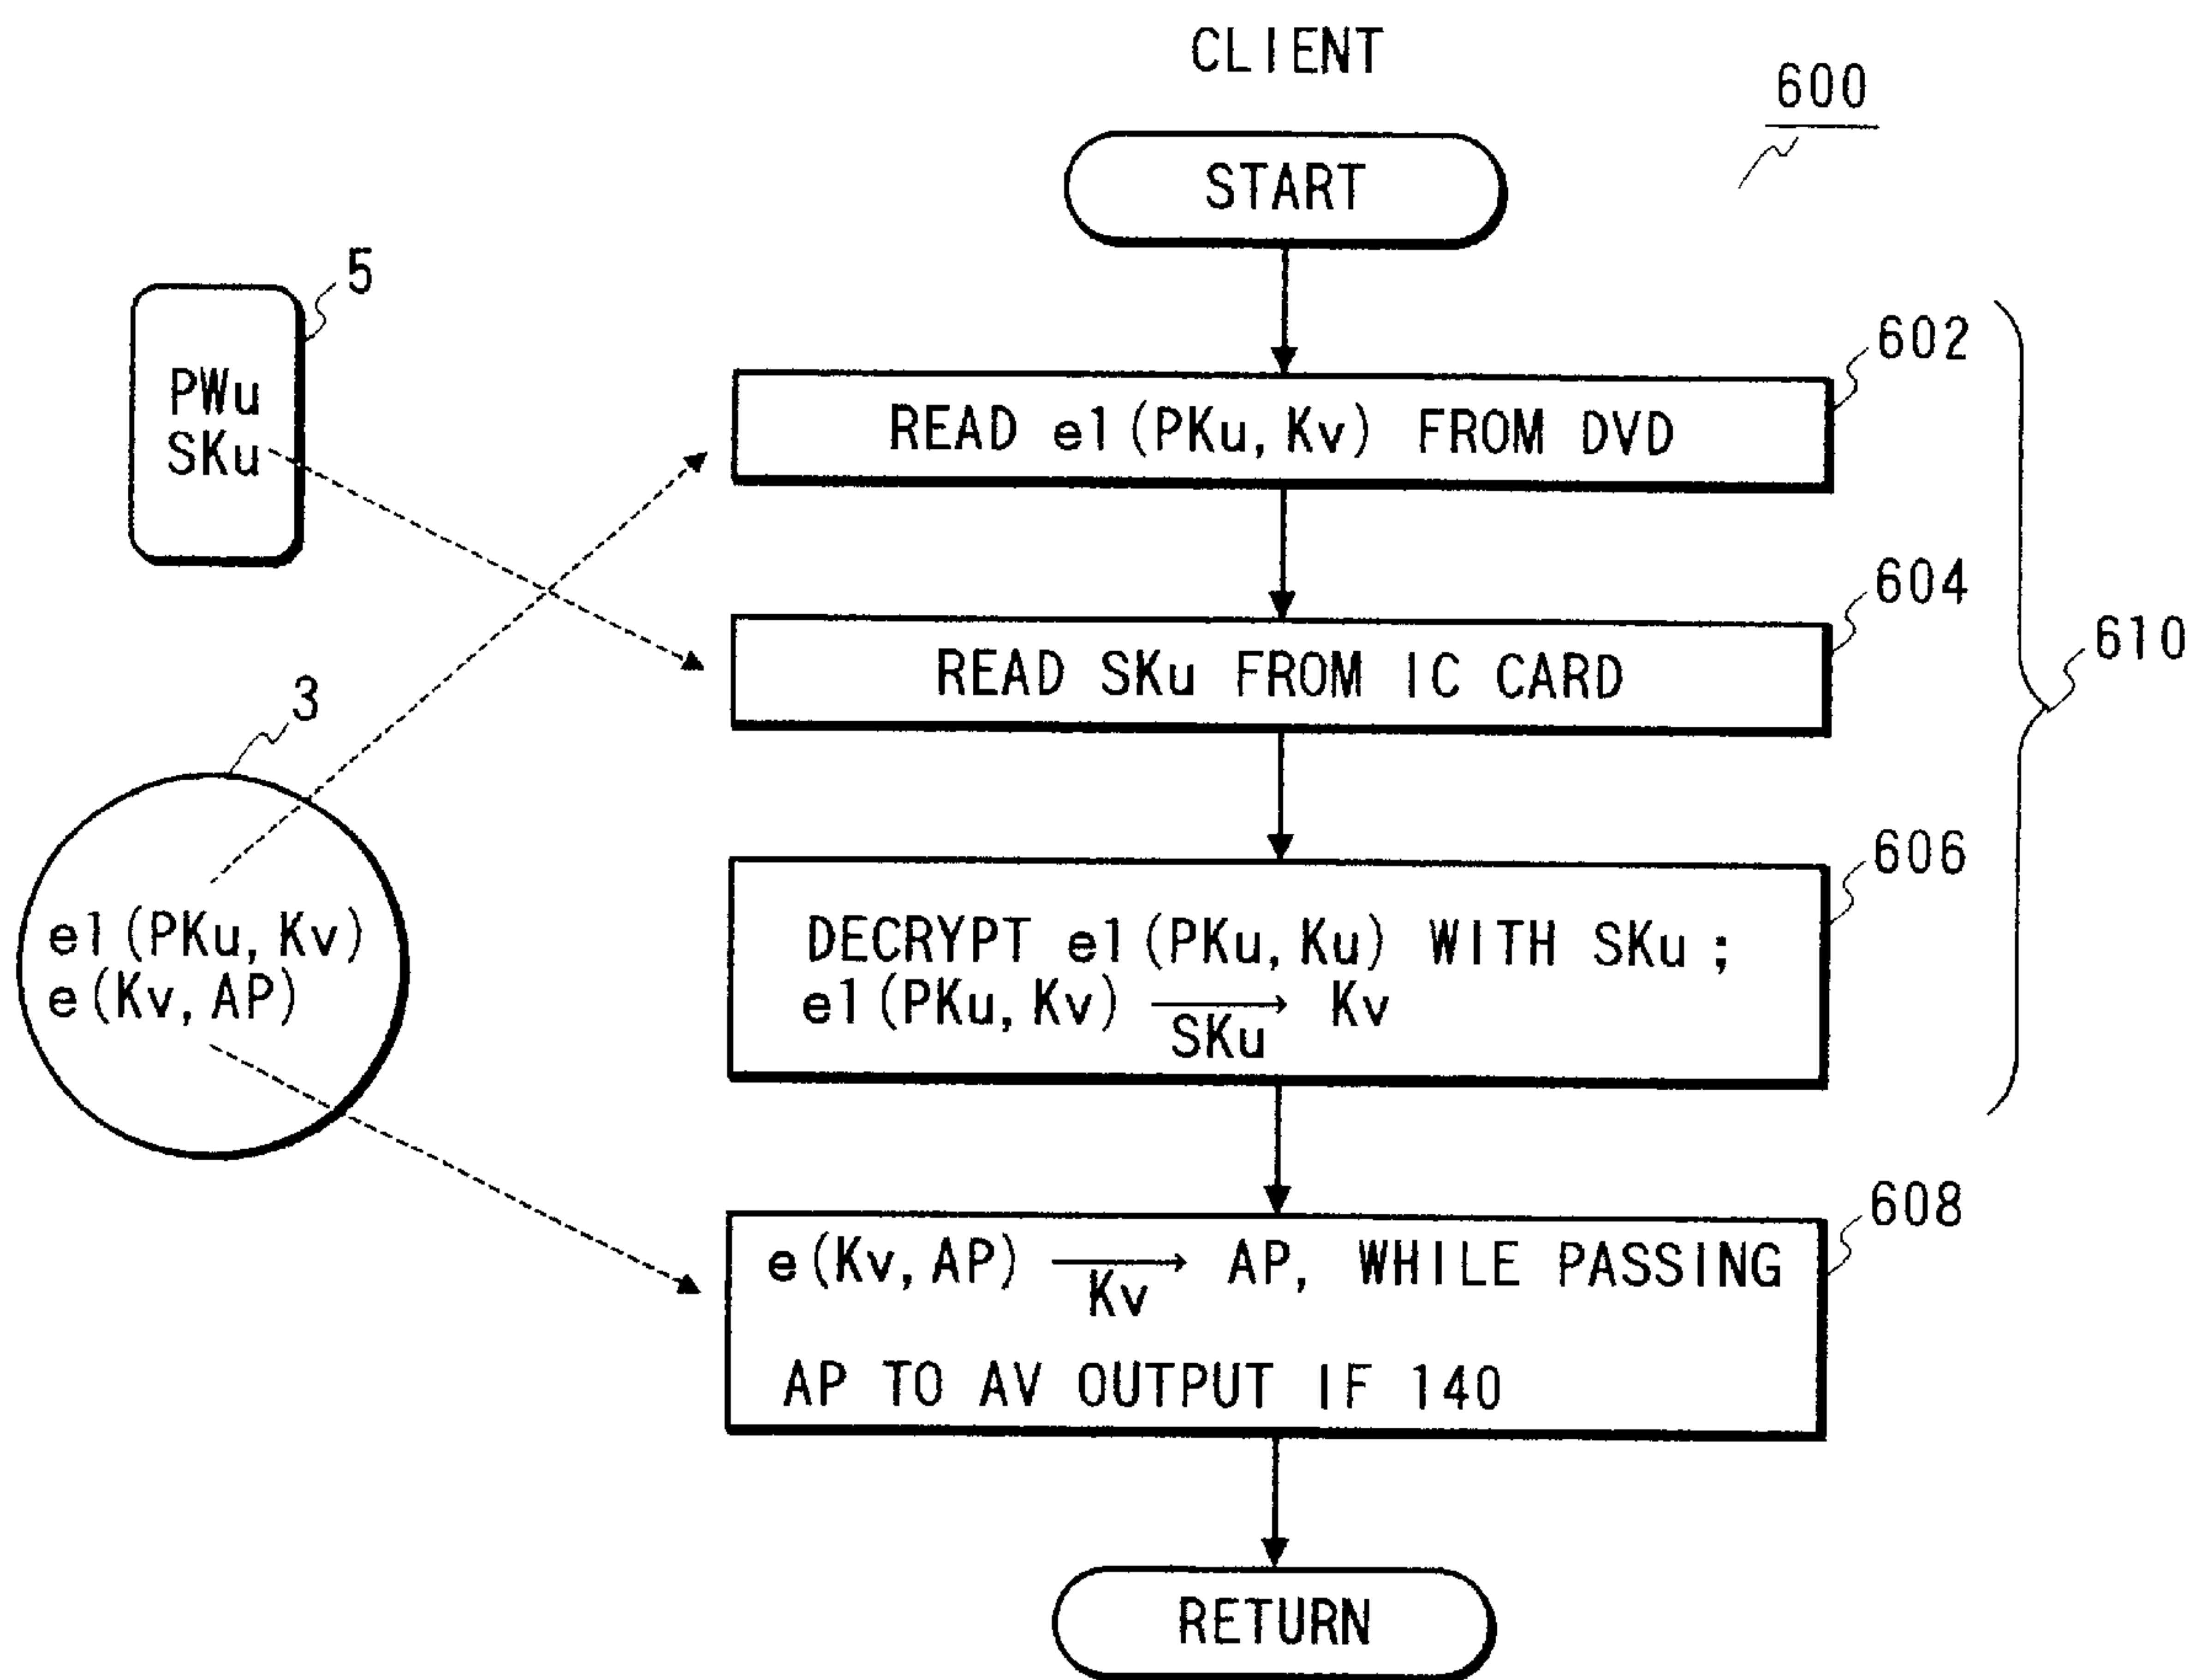 CLIENT
600
START
5
PWu
SKu
602
READ e1(PKu, Kv) FROM DVD
604
READ SKu FROM IC CARD
610
3
e1(PKu, Kv)
e(Kv, AP)
606
DECRYPT e1(PKu, Ku) WITH SKu;
e1(PKu, Kv) → Kv
SKu
608
e(Kv, AP) → AP, WHILE PASSING
Kv
AP TO AV OUTPUT IF 140
RETURN